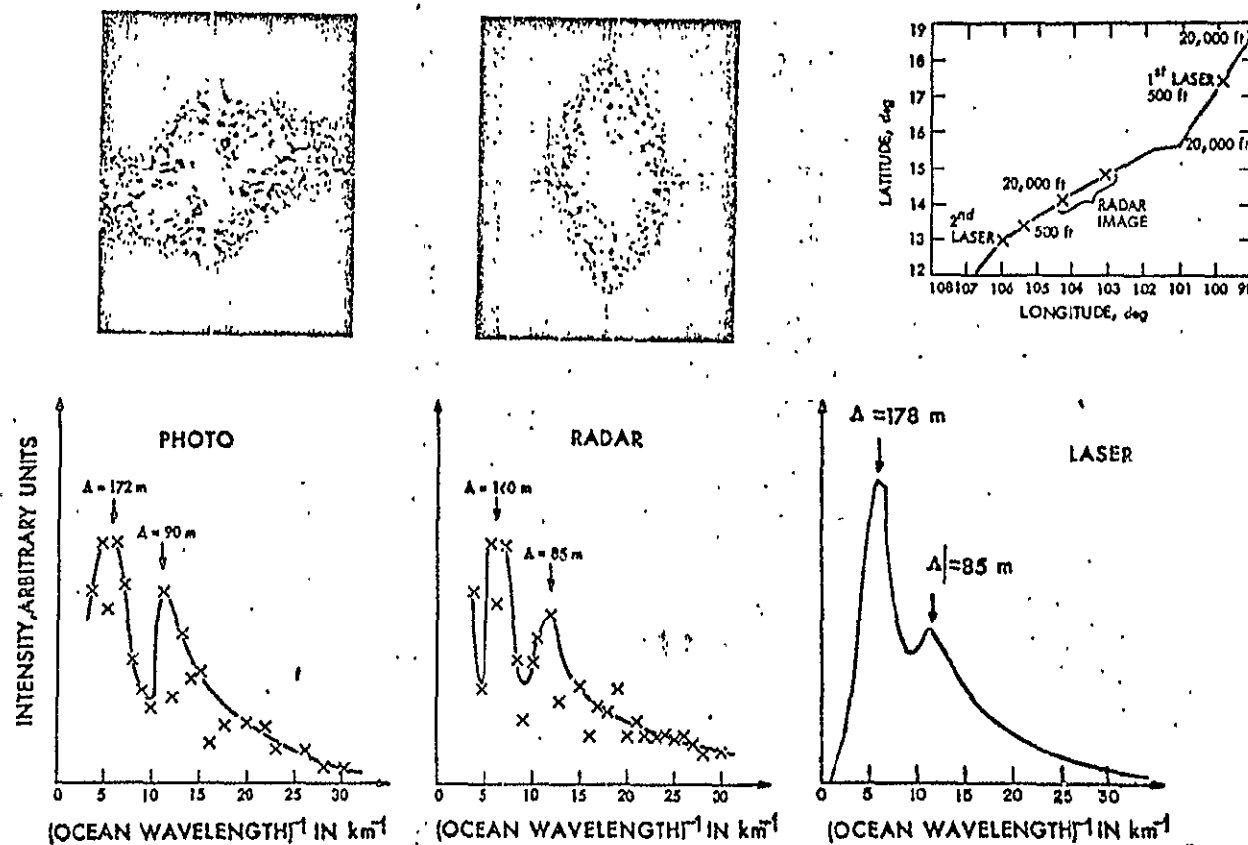 19
18
17
16
15
14
13
12
LATITUDE, deg
20,000 ft
1st LASER
500 ft
20,000 ft
20,000 ft
RADAR
IMAGE
2nd
LASER
500 ft
108 107 106 105 104 103 102 101 100 99
LONGITUDE, deg
INTENSITY, ARBITRARY UNITS
PHOTO
Λ = 172 m
Λ = 90 m
0 5 10 15 20 25 30
(OCEAN WAVELENGTH)-1 IN km-1
RADAR
Λ = 160 m
Λ = 85 m
0 5 10 15 20 25 30
(OCEAN WAVELENGTH)-1 IN km-1
LASER
Λ = 178 m
Λ = 85 m
0 5 10 15 20 25 30
(OCEAN WAVELENGTH)-1 IN km-1